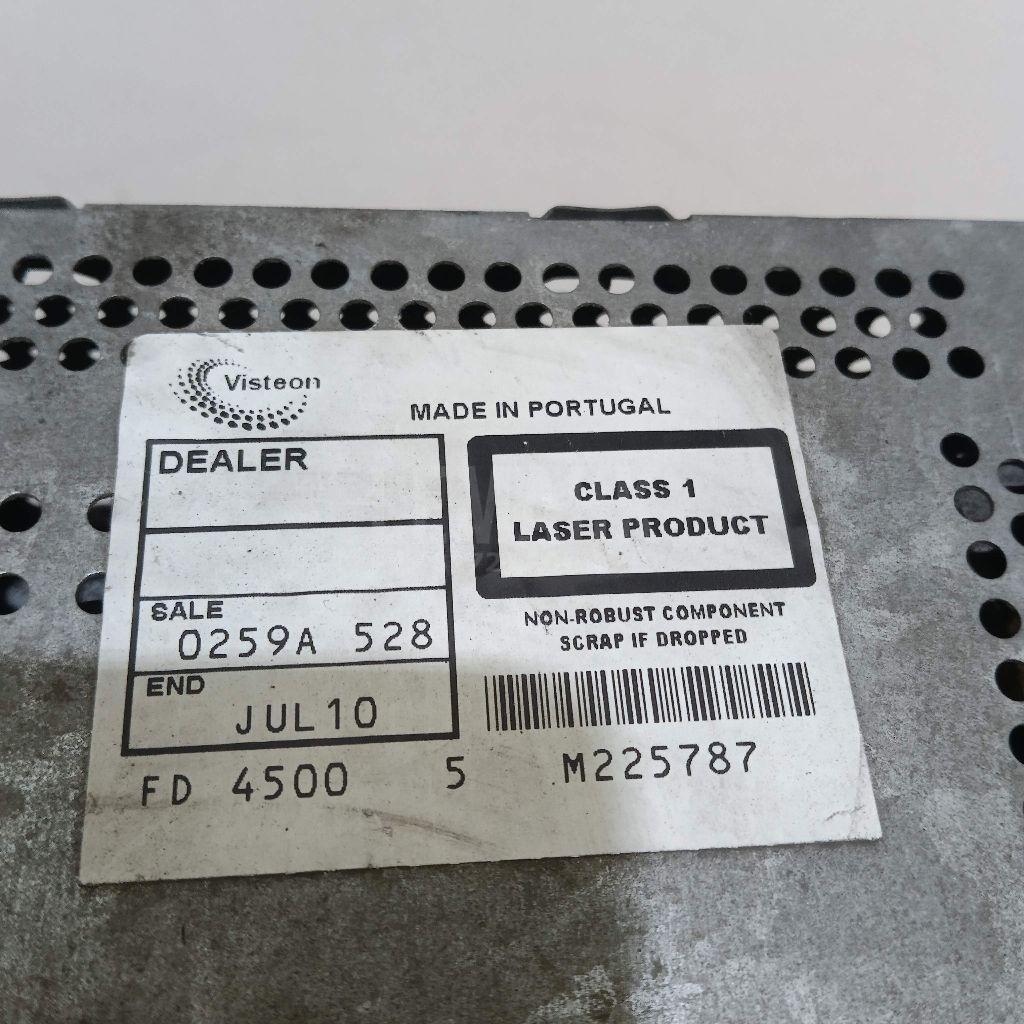 Visteon
MADE IN PORTUGAL
DEALER
CLASS 1
LASER PRODUCT
SALE
0259A 528
NON-ROBUST COMPONENT
SCRAP IF DROPPED
END
JUL10
FD 4500 5 M225787